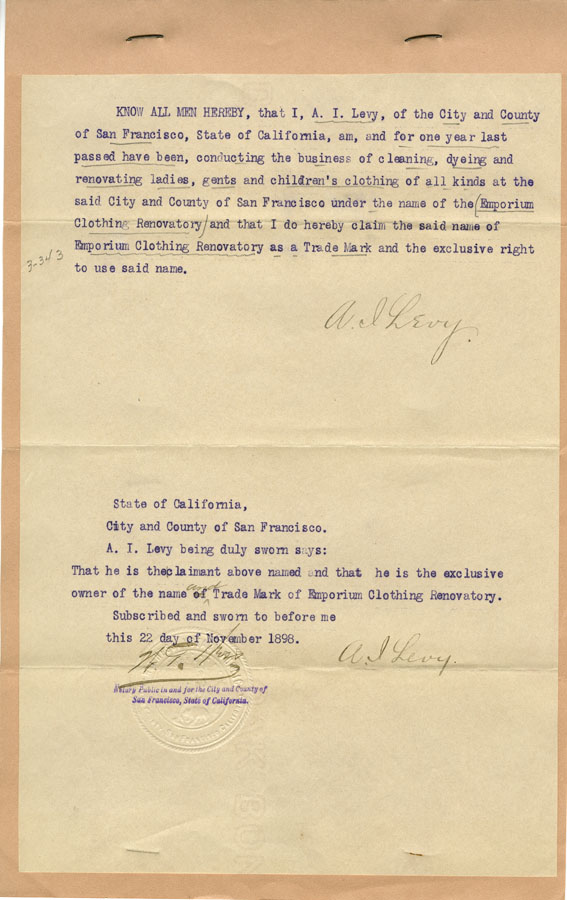 KNOW ALL MEN HEREBY, that I, A. I. Levy, of the City and County
of San Francisco, State of California, am, and for one year last
passed have been, conducting the business of cleaning, dyeing and
renovating ladies, gents and children's clothing of all kinds at the
said City and County of San Francisco under the name of the (Emporium
Clothing Renovatory) and that I do hereby claim the said name of
Emporium Clothing Renovatory as a Trade Mark and the exclusive right
3-343
to use said name.
A. I Levy.
State of California,
City and County of San Francisco.
A. I. Levy being duly sworn says:
That he is theclaimant above named and that he is the exclusive
and
owner of the name of Trade Mark of Emporium Clothing Renovatory.
Subscribed and sworn to before me
this 22 day of November 1898.
A. I Levy.
Notary Public in and for the City and County of
San Francisco, State of California.